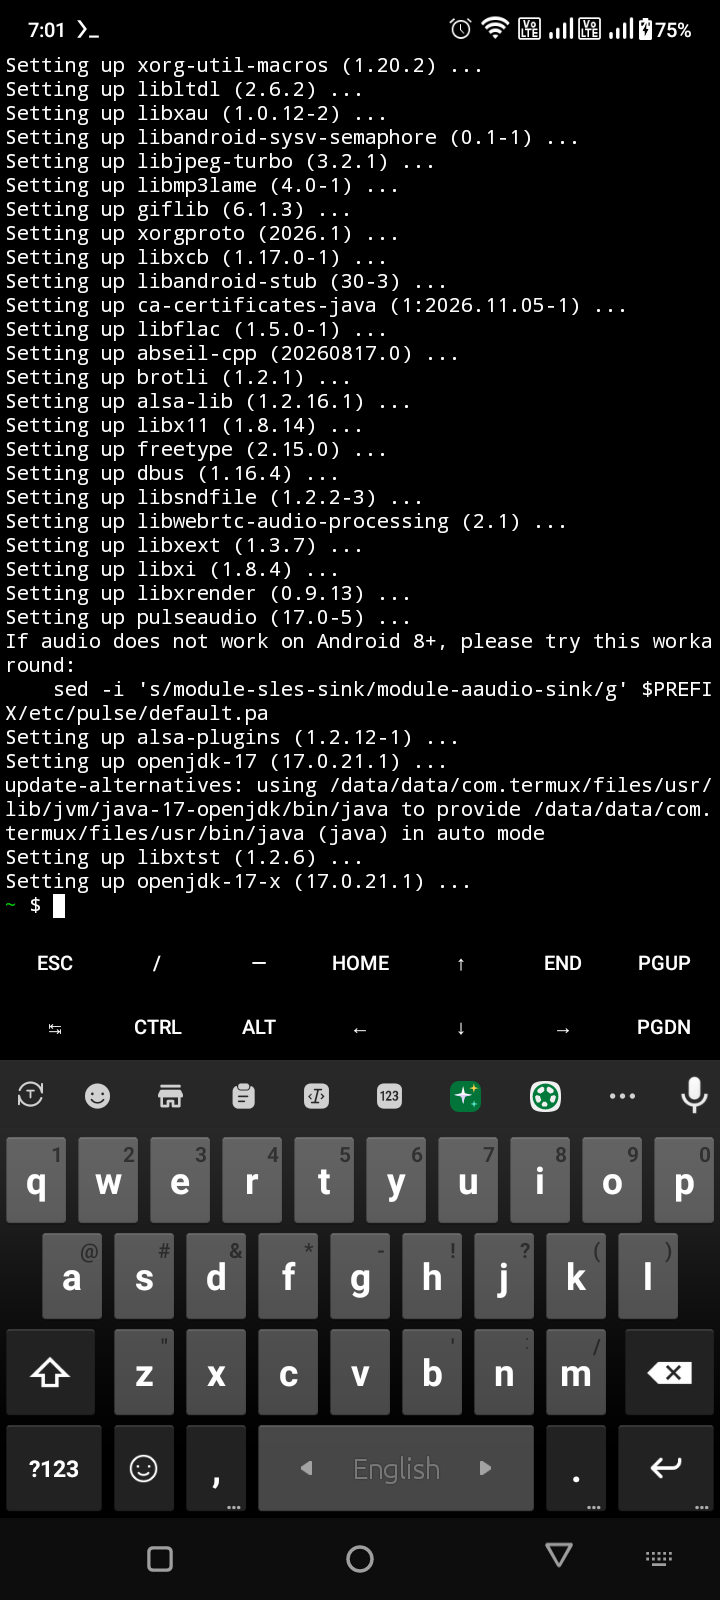 7:01 >_ VoLTE VoLTE 75%
Setting up xorg-util-macros (1.20.2) ...
Setting up libltdl (2.6.2) ...
Setting up libxau (1.0.12-2) ...
Setting up libandroid-sysv-semaphore (0.1-1) ...
Setting up libjpeg-turbo (3.2.1) ...
Setting up libmp3lame (4.0-1) ...
Setting up giflib (6.1.3) ...
Setting up xorgproto (2026.1) ...
Setting up libxcb (1.17.0-1) ...
Setting up libandroid-stub (30-3) ...
Setting up ca-certificates-java (1:2026.11.05-1) ...
Setting up libflac (1.5.0-1) ...
Setting up abseil-cpp (20260817.0) ...
Setting up brotli (1.2.1) ...
Setting up alsa-lib (1.2.16.1) ...
Setting up libx11 (1.8.14) ...
Setting up freetype (2.15.0) ...
Setting up dbus (1.16.4) ...
Setting up libsndfile (1.2.2-3) ...
Setting up libwebrtc-audio-processing (2.1) ...
Setting up libxext (1.3.7) ...
Setting up libxi (1.8.4) ...
Setting up libxrender (0.9.13) ...
Setting up pulseaudio (17.0-5) ...
If audio does not work on Android 8+, please try this worka
round:
    sed -i 's/module-sles-sink/module-aaudio-sink/g' $PREFI
X/etc/pulse/default.pa
Setting up alsa-plugins (1.2.12-1) ...
Setting up openjdk-17 (17.0.21.1) ...
update-alternatives: using /data/data/com.termux/files/usr/
lib/jvm/java-17-openjdk/bin/java to provide /data/data/com.
termux/files/usr/bin/java (java) in auto mode
Setting up libxtst (1.2.6) ...
Setting up openjdk-17-x (17.0.21.1) ...
~ $
ESC / — HOME ↑ END PGUP
↹ CTRL ALT ← ↓ → PGDN
T I 123 ...
1 2 3 4 5 6 7 8 9 0
q w e r t y u i o p
@ # & * - ! ? ( )
a s d f g h j k l
" ' : /
z x c v b n m
?123 , English .